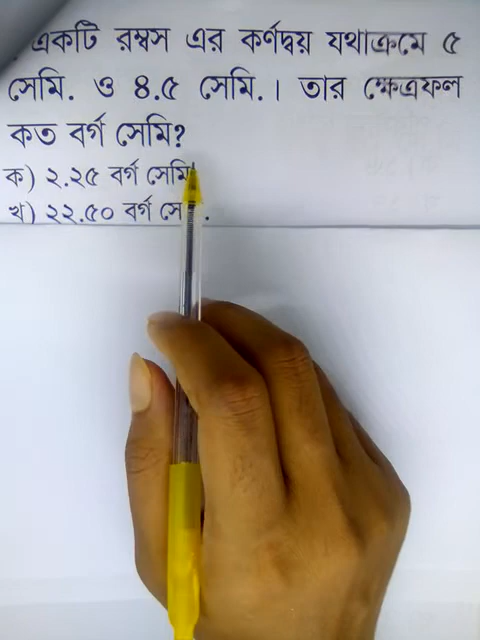 . একটি রম্বস এর কর্ণদ্বয় যথাক্রমে ৫
সেমি. ও ৪.৫ সেমি.। তার ক্ষেত্রফল
কত বর্গ সেমি?
ক) ২.২৫ বর্গ সেমি
খ) ২২.৫০ বর্গ সে .